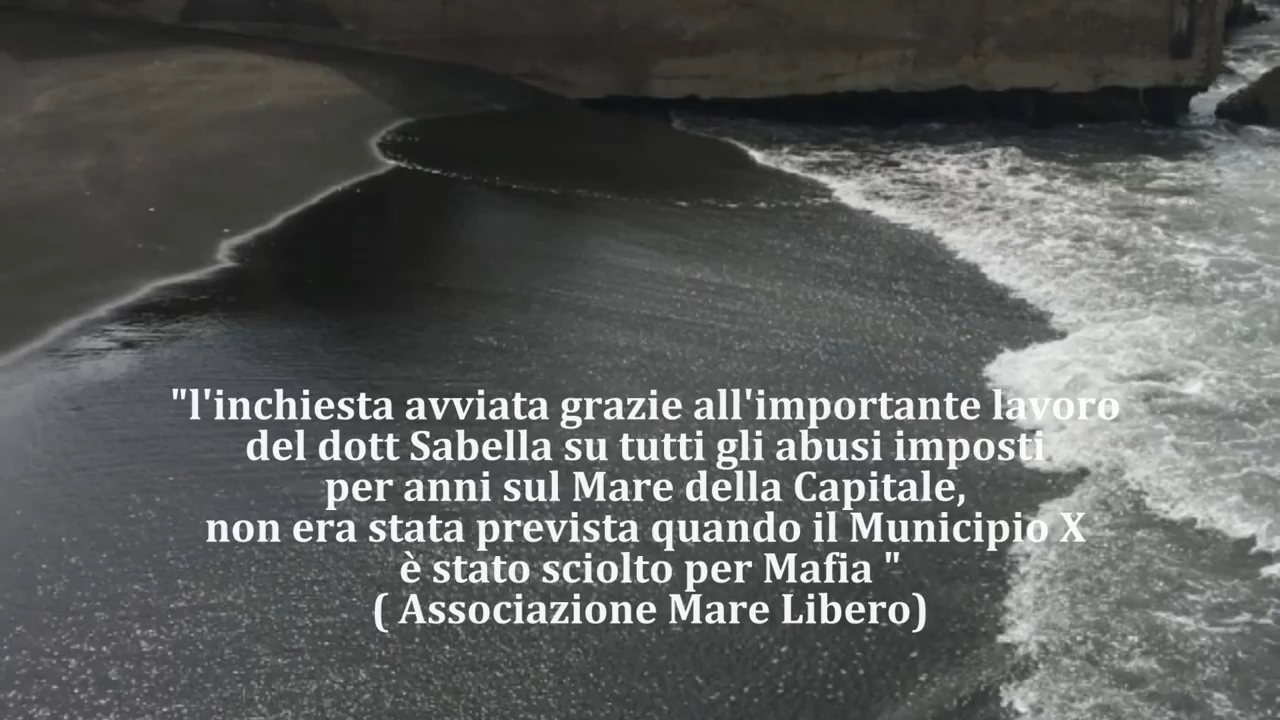 "l'inchiesta avviata grazie all'importante lavoro
del dott Sabella su tutti gli abusi imposti
per anni sul Mare della Capitale,
non era stata prevista quando il Municipio X
è stato sciolto per Mafia "
( Associazione Mare Libero)